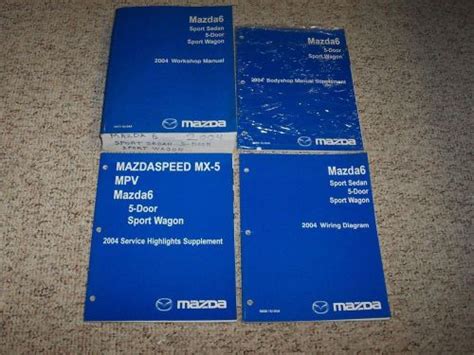 Mazda6
Sport Sedan
5-Door
Sport Wagon
2004 Workshop Manual
mazda
MAZDA 6
SPORT SEDAN 5-DOOR
SPORT WAGON
Mazda6
5-Door
Sport Wagon
2004 Bodyshop Manual Supplement
mazda
MAZDASPEED MX-5
MPV
Mazda6
5-Door
Sport Wagon
2004 Service Highlights Supplement
mazda
Mazda6
Sport Sedan
5-Door
Sport Wagon
2004 Wiring Diagram
mazda